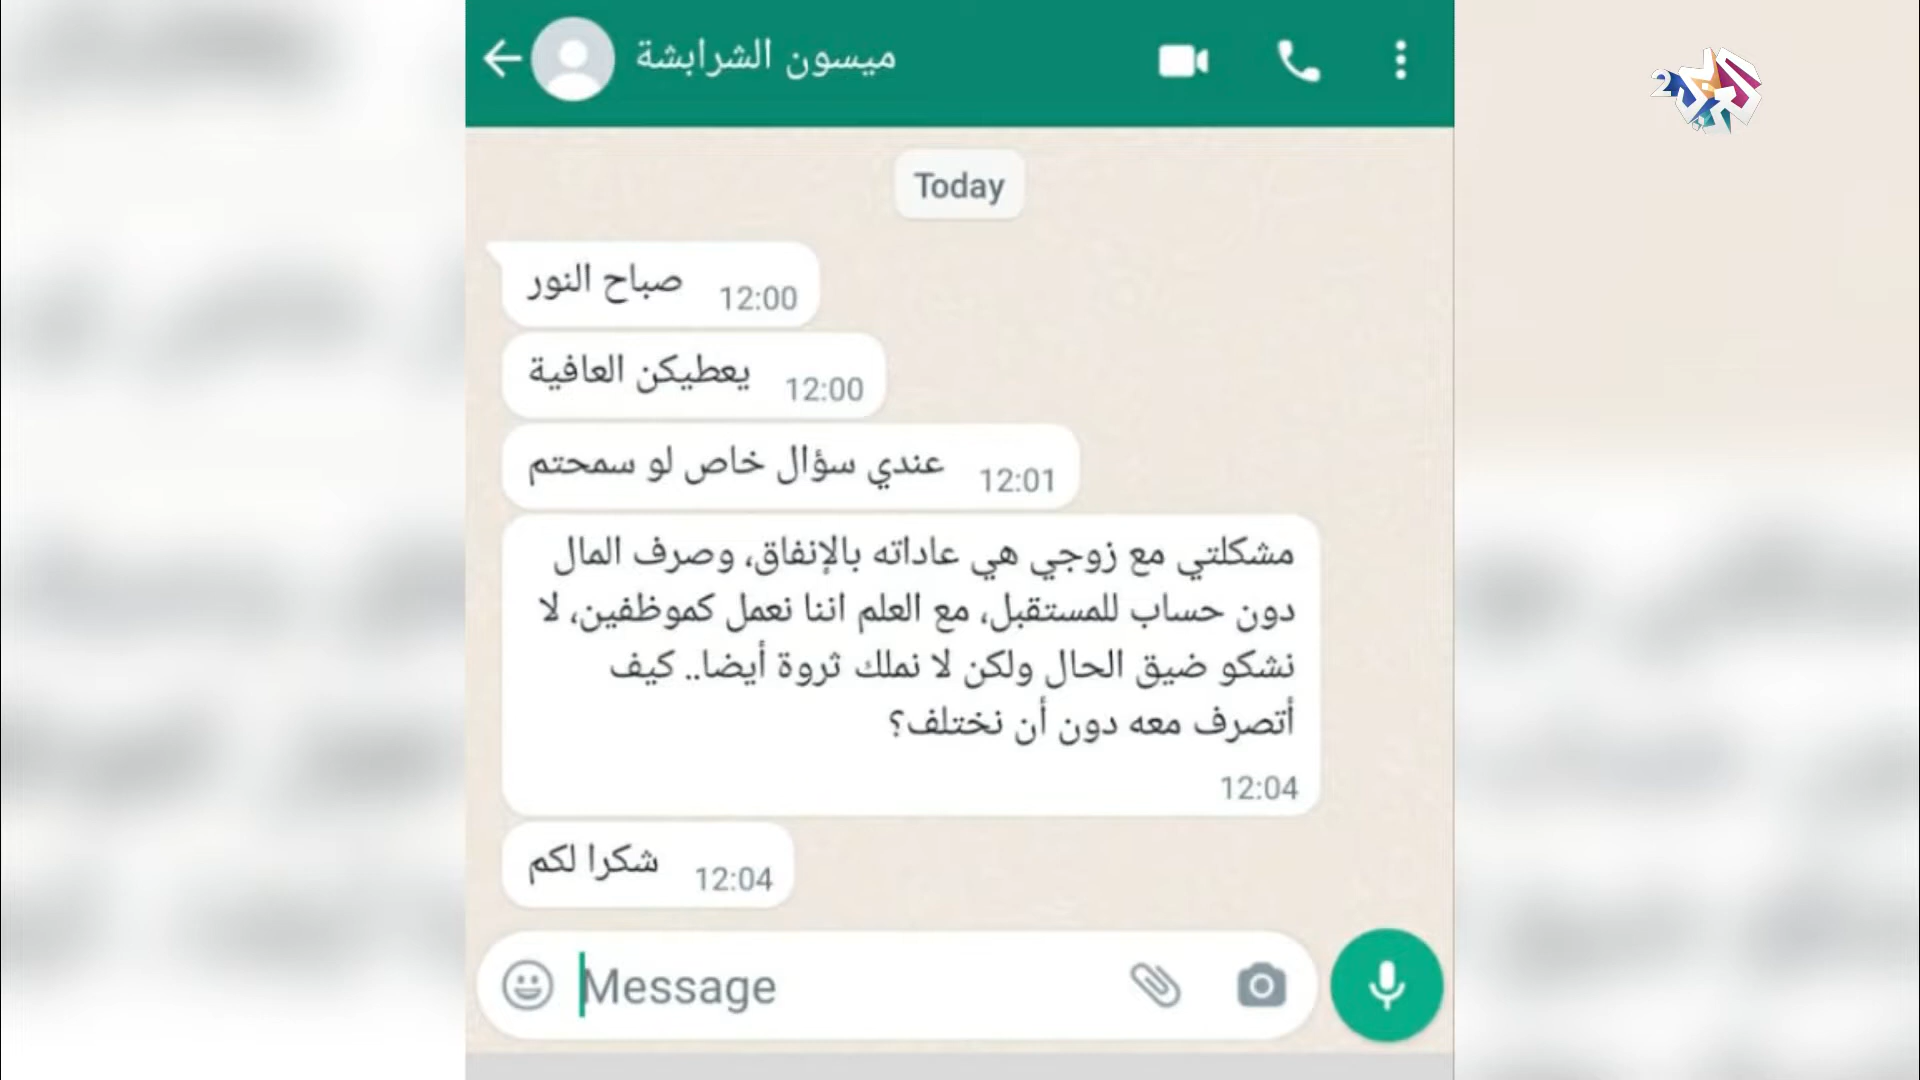 ميسون الشرابشة
2 العربي
Today
صباح النور 12:00
يعطيكن العافية 12:00
عندي سؤال خاص لو سمحتم 12:01
مشكلتي مع زوجي هي عاداته بالإنفاق، وصرف المال
دون حساب للمستقبل، مع العلم اننا نعمل كموظفين، لا
نشكو ضيق الحال ولكن لا نملك ثروة أيضا.. كيف
أتصرف معه دون أن نختلف؟
12:04
شكرا لكم 12:04
Message